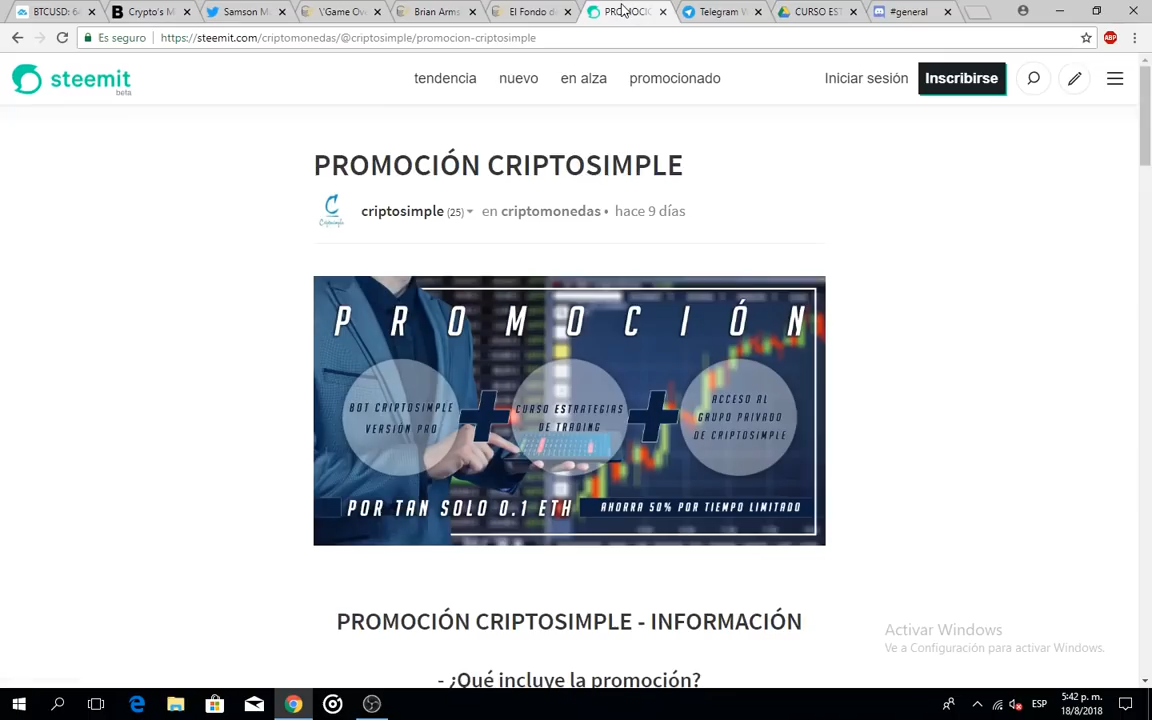 BTCUSD: 6
Crypto's M
Samson M
\'Game Ov
Brian Arms
El Fondo d
PROMOCIÓ
Telegram W
CURSO EST
#general
Es seguro
https://steemit.com/criptomonedas/@criptosimple/promocion-criptosimple
ABP
steemit
beta
tendencia
nuevo
en alza
promocionado
Iniciar sesión
Inscribirse
PROMOCIÓN CRIPTOSIMPLE
criptosimple (25) en criptomonedas • hace 9 días
Criptosimple
PROMOCIÓN
BOT CRIPTOSIMPLE
VERSION PRO
CURSO ESTRATEGIAS
DE TRADING
ACCESO AL
GRUPO PRIVADO
DE CRIPTOSIMPLE
POR TAN SOLO 0.1 ETH
AHORRA 50% POR TIEMPO LIMITADO
PROMOCIÓN CRIPTOSIMPLE - INFORMACIÓN
- ¿Qué incluye la promoción?
Activar Windows
Ve a Configuración para activar Windows.
ESP
5:42 p. m.
18/8/2018